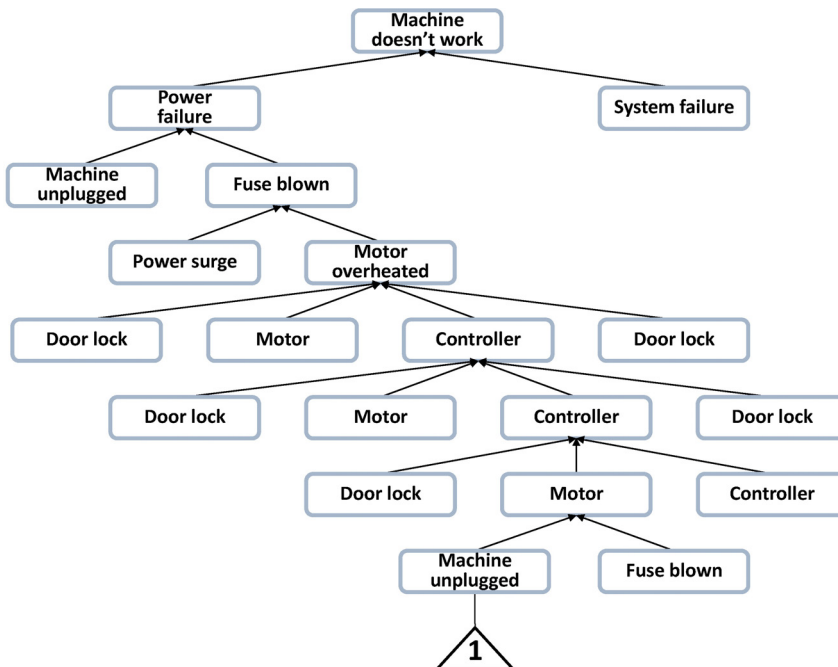 Machine
doesn't work
Power
failure
System failure
Machine
unplugged
Fuse blown
Power surge
Motor
overheated
Door lock
Motor
Controller
Door lock
Door lock
Motor
Controller
Door lock
Door lock
Motor
Controller
Machine
unplugged
Fuse blown
1